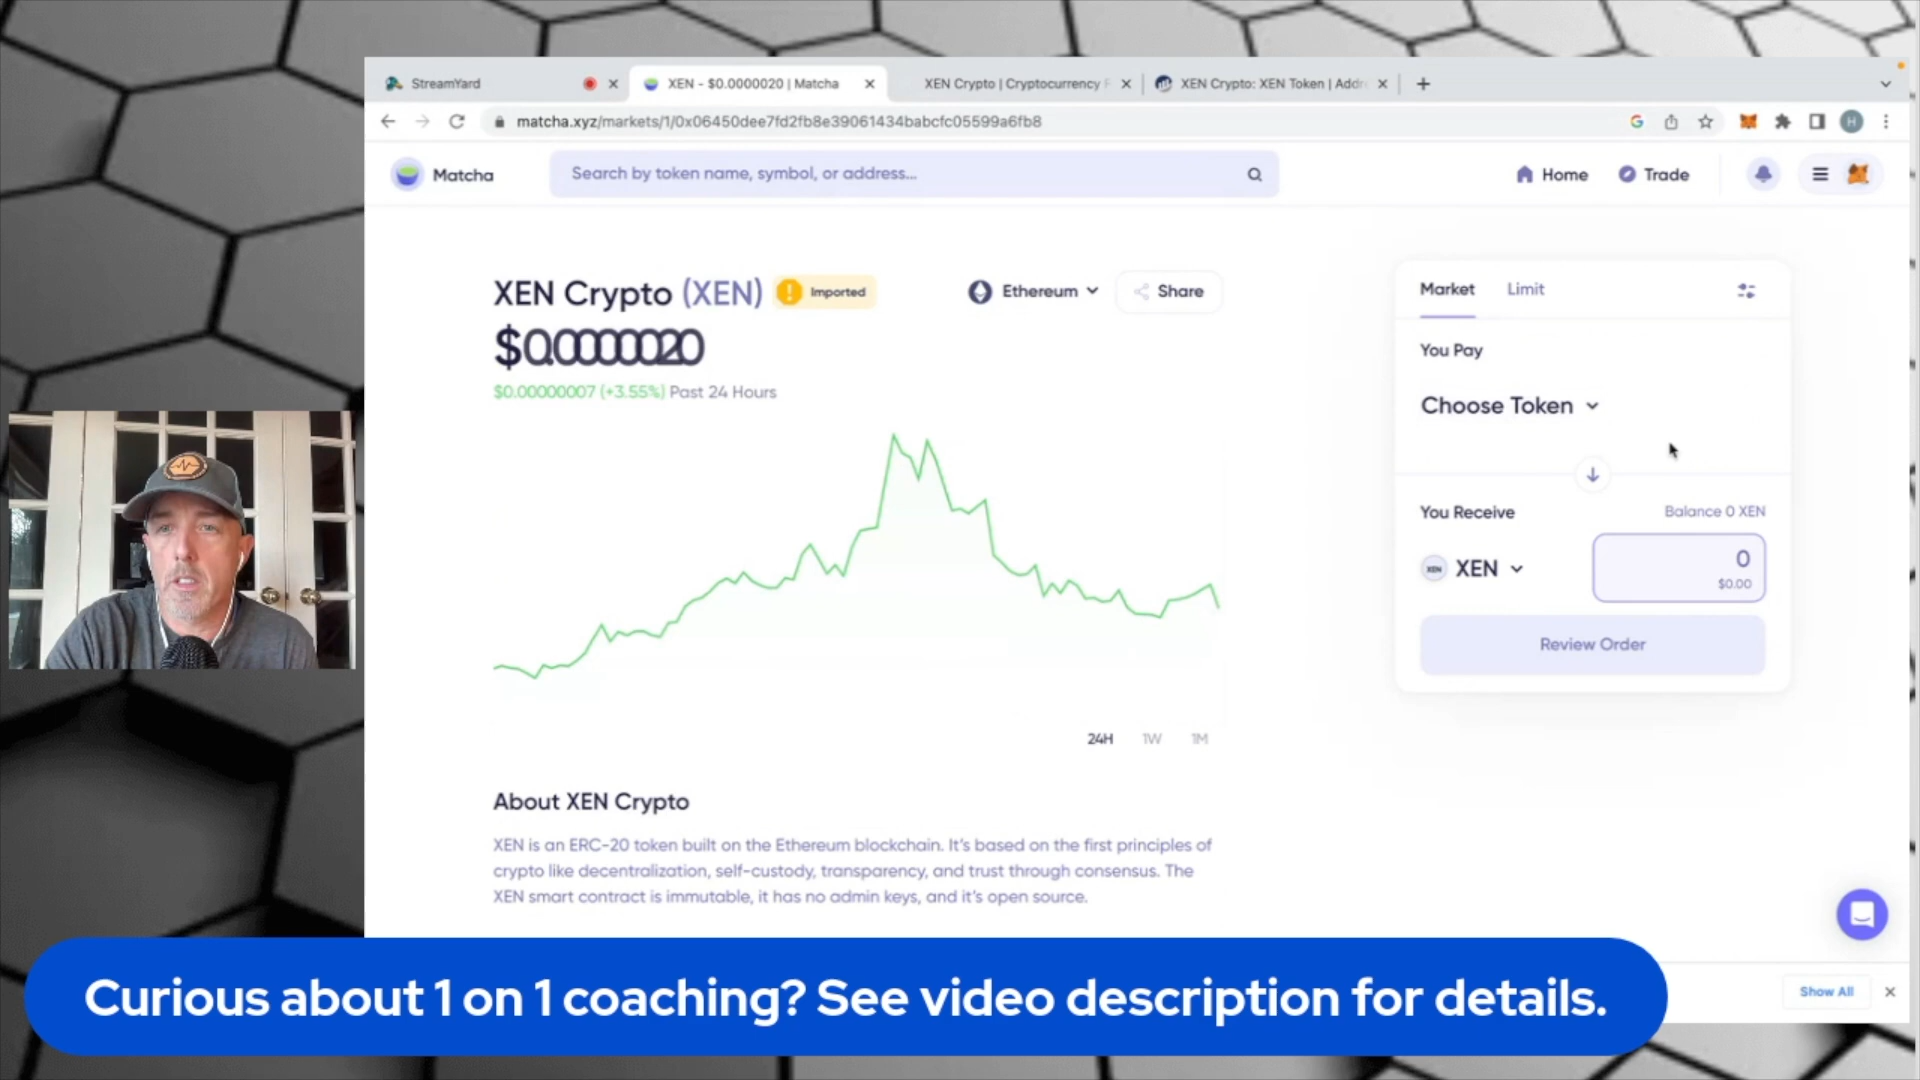 StreamYard
XEN - $0.0000020 | Matcha
XEN Crypto | Cryptocurrency
XEN Crypto: XEN Token | Addr
matcha.xyz/markets/1/0x06450dee7fd2fb8e39061434babcfc05599a6fb8
H
Matcha
Search by token name, symbol, or address...
Home
Trade
XEN Crypto (XEN)
Imported
Ethereum
Share
$0.0000020
$0.00000007 (+3.55%) Past 24 Hours
24H 1W 1M
About XEN Crypto
XEN is an ERC-20 token built on the Ethereum blockchain. It's based on the first principles of
crypto like decentralization, self-custody, transparency, and trust through consensus. The
XEN smart contract is immutable, it has no admin keys, and it's open source.
Market Limit
You Pay
Choose Token
You Receive
Balance 0 XEN
XEN XEN
0
$0.00
Review Order
Show All
Curious about 1 on 1 coaching? See video description for details.